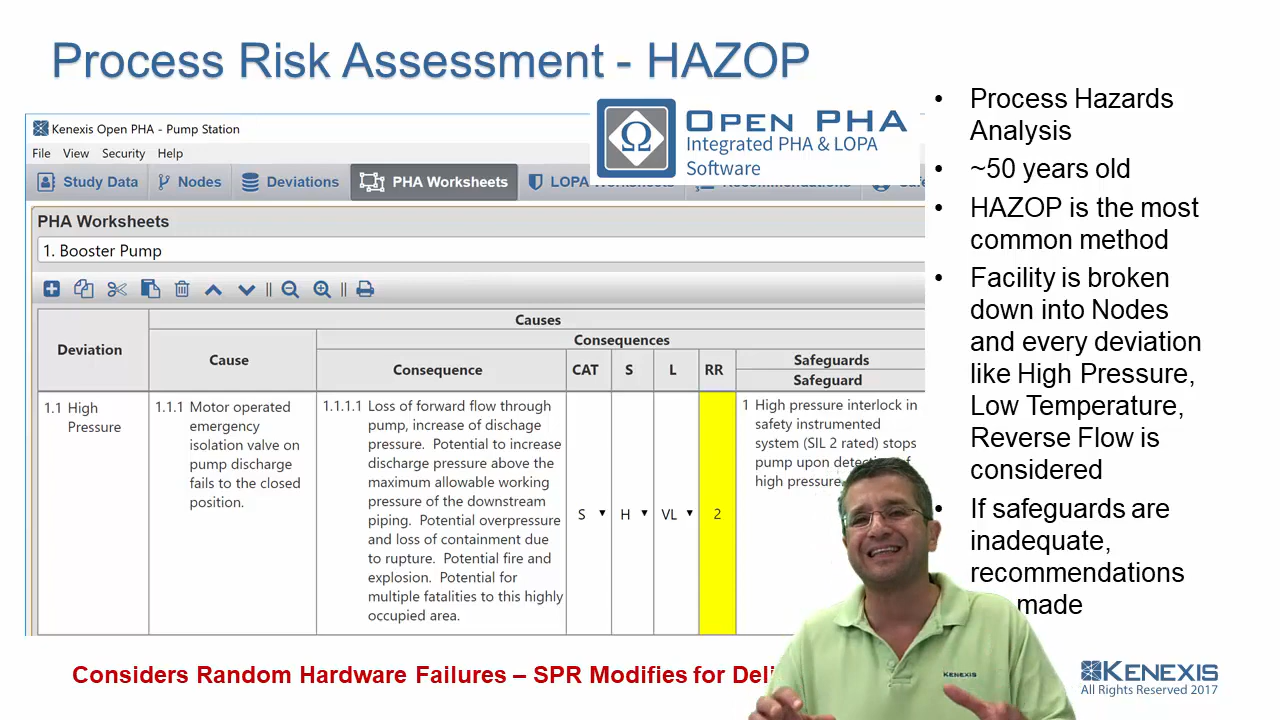 Process Risk Assessment - HAZOP
Kenexis Open PHA - Pump Station
File View Security Help
OPEN PHA
Integrated PHA & LOPA
Software
Study Data Nodes Deviations PHA Worksheets LOPA
PHA Worksheets
1. Booster Pump
Deviation
Causes
Cause
Consequences
Consequence
CAT
S
L
RR
Safeguards
Safeguard
1.1 High
Pressure
1.1.1 Motor operated
emergency
isolation valve on
pump discharge
fails to the closed
position.
1.1.1.1 Loss of forward flow through
pump, increase of dischage
pressure. Potential to increase
discharge pressure above the
maximum allowable working
pressure of the downstream
piping. Potential overpressure
and loss of containment due
to rupture. Potential fire and
explosion. Potential for
multiple fatalities to this highly
occupied area.
S
H
VL
2
1 High pressure interlock in
safety instrumented
system (SIL 2 rated) stops
pump upon
high pressure
• Process Hazards
Analysis
• ~50 years old
• HAZOP is the most
common method
• Facility is broken
down into Nodes
and every deviation
like High Pressure,
Low Temperature,
Reverse Flow is
considered
• If safeguards are
inadequate,
recommendations
made
Considers Random Hardware Failures – SPR Modifies for
KENEXIS
KENEXIS
All Rights Reserved 2017